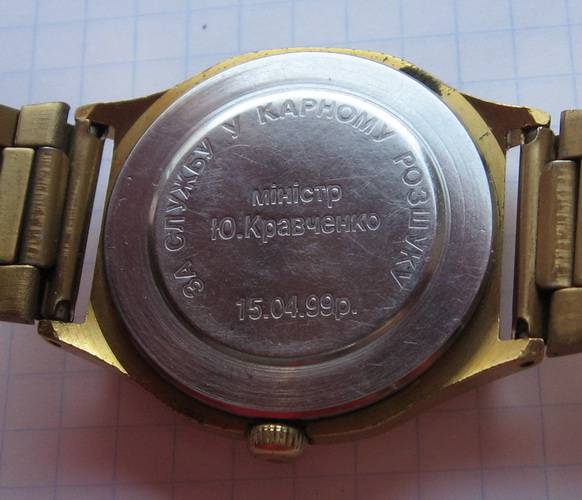 ЗА СЛУЖБУ У КАРНОМУ РОЗШУКУ
міністр
Ю.Кравченко
15.04.99р.